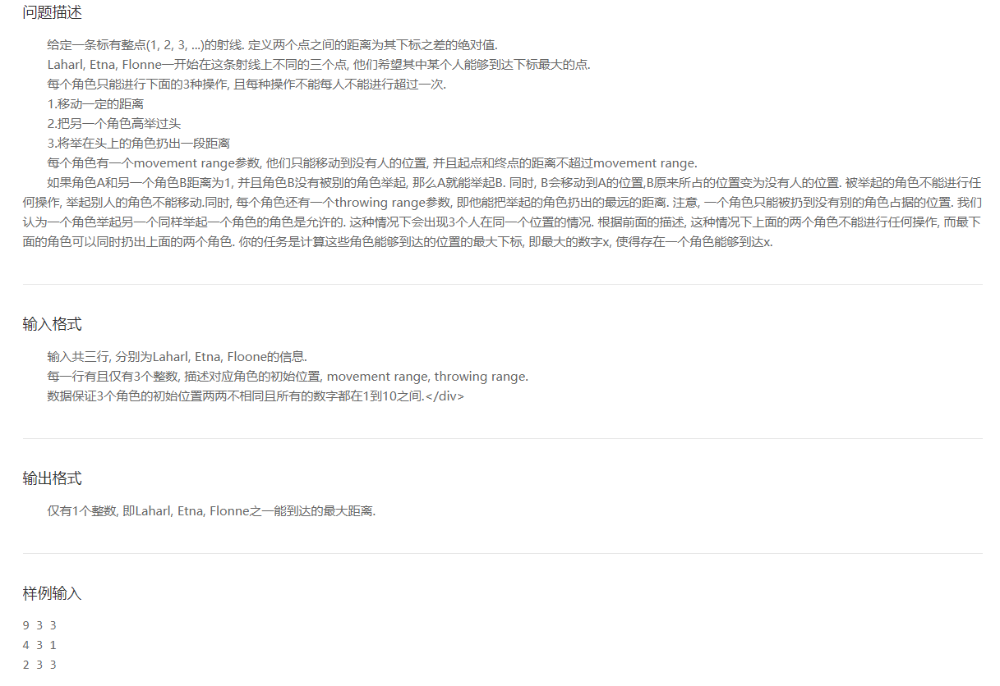 问题描述
给定一条标有整点(1, 2, 3, ...)的射线. 定义两个点之间的距离为其下标之差的绝对值.
Laharl, Etna, Flonne一开始在这条射线上不同的三个点, 他们希望其中某个人能够到达下标最大的点.
每个角色只能进行下面的3种操作, 且每种操作不能每人不能进行超过一次.
1.移动一定的距离
2.把另一个角色高举过头
3.将举在头上的角色扔出一段距离
每个角色有一个movement range参数, 他们只能移动到没有人的位置, 并且起点和终点的距离不超过movement range.
如果角色A和另一个角色B距离为1, 并且角色B没有被别的角色举起, 那么A就能举起B. 同时, B会移动到A的位置,B原来所占的位置变为没有人的位置. 被举起的角色不能进行任
何操作, 举起别人的角色不能移动.同时, 每个角色还有一个throwing range参数, 即他能把举起的角色扔出的最远的距离. 注意, 一个角色只能被扔到没有别的角色占据的位置. 我们
认为一个角色举起另一个同样举起一个角色的角色是允许的. 这种情况下会出现3个人在同一个位置的情况. 根据前面的描述, 这种情况下上面的两个角色不能进行任何操作, 而最下
面的角色可以同时扔出上面的两个角色. 你的任务是计算这些角色能够到达的位置的最大下标, 即最大的数字x, 使得存在一个角色能够到达x.
输入格式
输入共三行, 分别为Laharl, Etna, Floone的信息.
每一行有且仅有3个整数, 描述对应角色的初始位置, movement range, throwing range.
数据保证3个角色的初始位置两两不相同且所有的数字都在1到10之间.</div>
输出格式
仅有1个整数, 即Laharl, Etna, Flonne之一能到达的最大距离.
样例输入
9 3 3
4 3 1
2 3 3